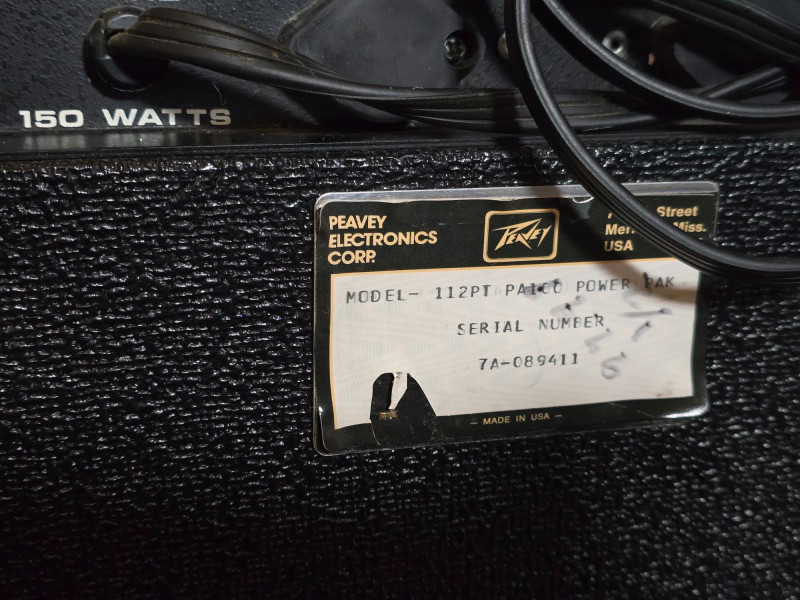 150 WATTS
PEAVEY
ELECTRONICS
CORP.
PEAVEY
Street
Miss.
USA
MODEL- 112PT PA100 POWER PAK
SERIAL NUMBER
7A-089411
— MADE IN USA —